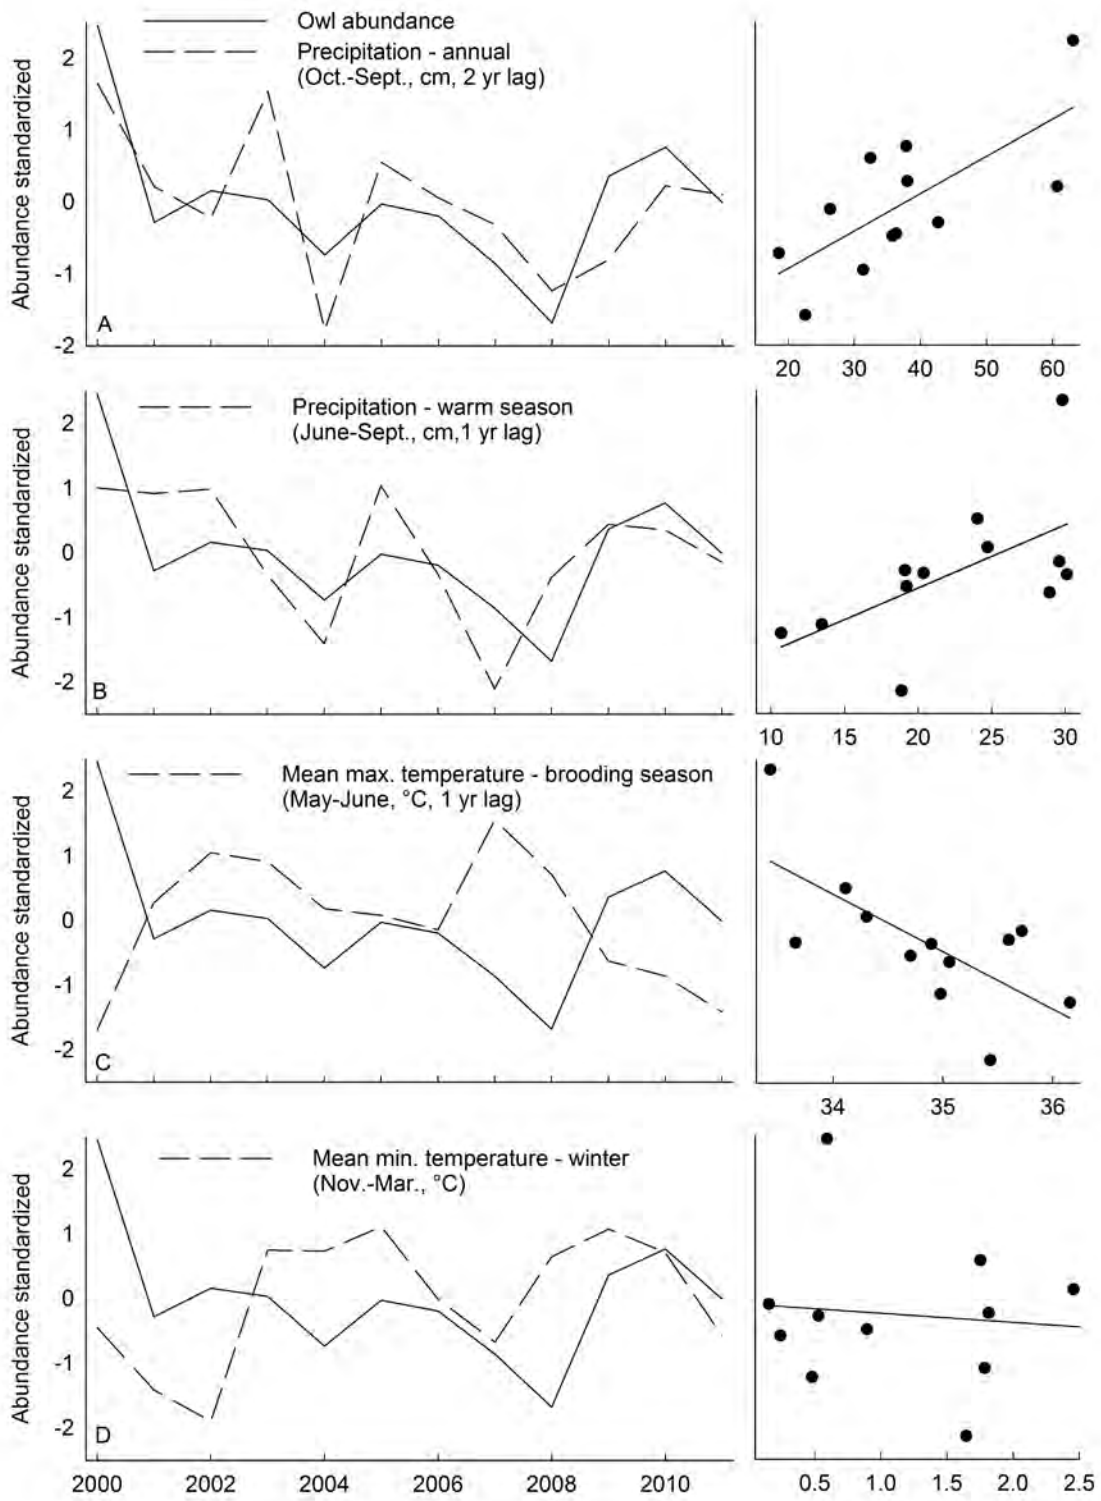 Owl abundance
Precipitation - annual
(Oct.-Sept., cm, 2 yr lag)
Abundance standardized
2
1
0
-1
-2
A
20 30 40 50 60
Precipitation - warm season
(June-Sept., cm,1 yr lag)
Abundance standardized
2
1
0
-1
-2
B
10 15 20 25 30
Mean max. temperature - brooding season
(May-June, °C, 1 yr lag)
Abundance standardized
2
1
0
-1
-2
C
34 35 36
Mean min. temperature - winter
(Nov.-Mar., °C)
Abundance standardized
2
1
0
-1
-2
D
2000 2002 2004 2006 2008 2010
0.5 1.0 1.5 2.0 2.5